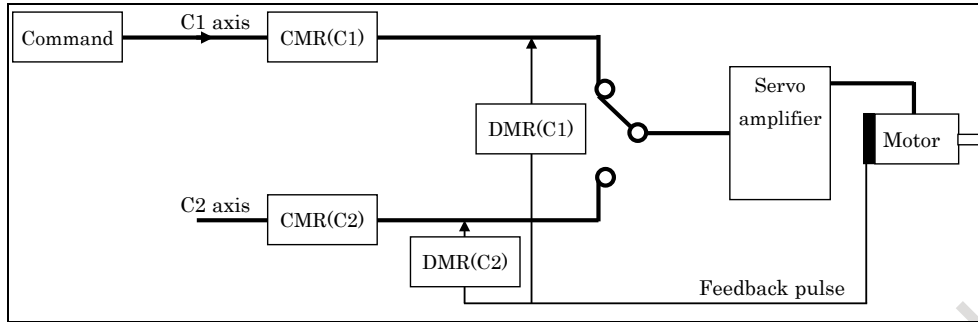 C1 axis
Command
CMR(C1)
Servo
amplifier
DMR(C1)
Motor
C2 axis
CMR(C2)
DMR(C2)
Feedback pulse